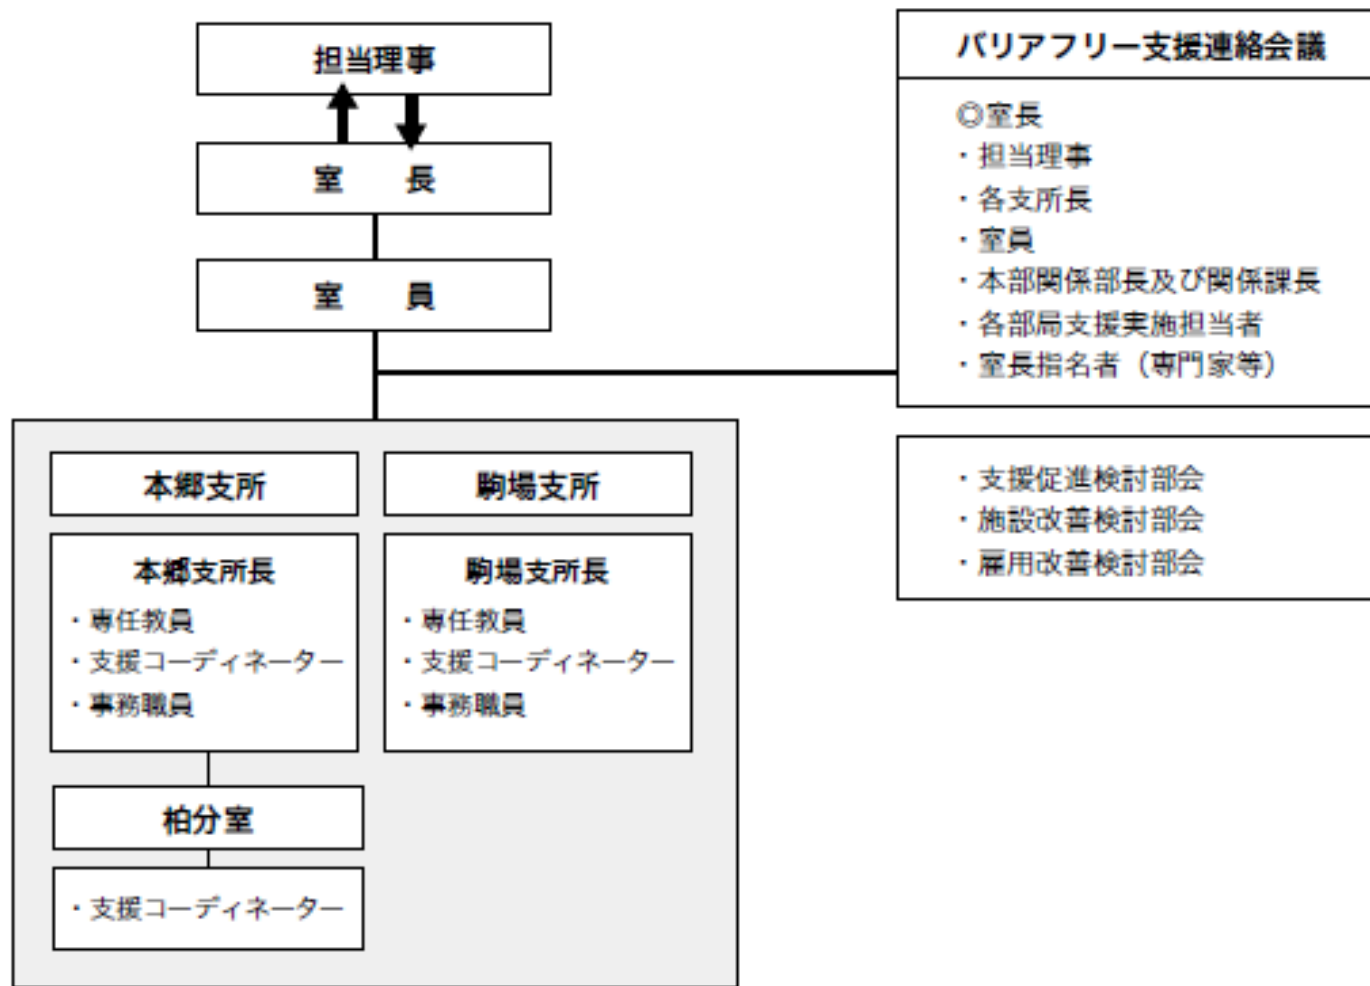 担当理事
室　　長
室　　員
バリアフリー支援連絡会議
◎室長
・担当理事
・各支所長
・室員
・本部関係部長及び関係課長
・各部局支援実施担当者
・室長指名者（専門家等）
・支援促進検討部会
・施設改善検討部会
・雇用改善検討部会
本郷支所
本郷支所長
・専任教員
・支援コーディネーター
・事務職員
駒場支所
駒場支所長
・専任教員
・支援コーディネーター
・事務職員
柏分室
・支援コーディネーター